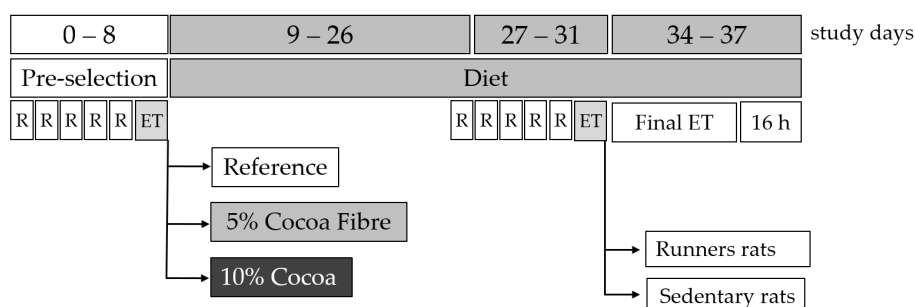 0 – 8 9 – 26 27 – 31 34 – 37 study days
Pre-selection Diet
R R R R R ET R R R R R ET Final ET 16 h
Reference
5% Cocoa Fibre
10% Cocoa
Runners rats
Sedentary rats